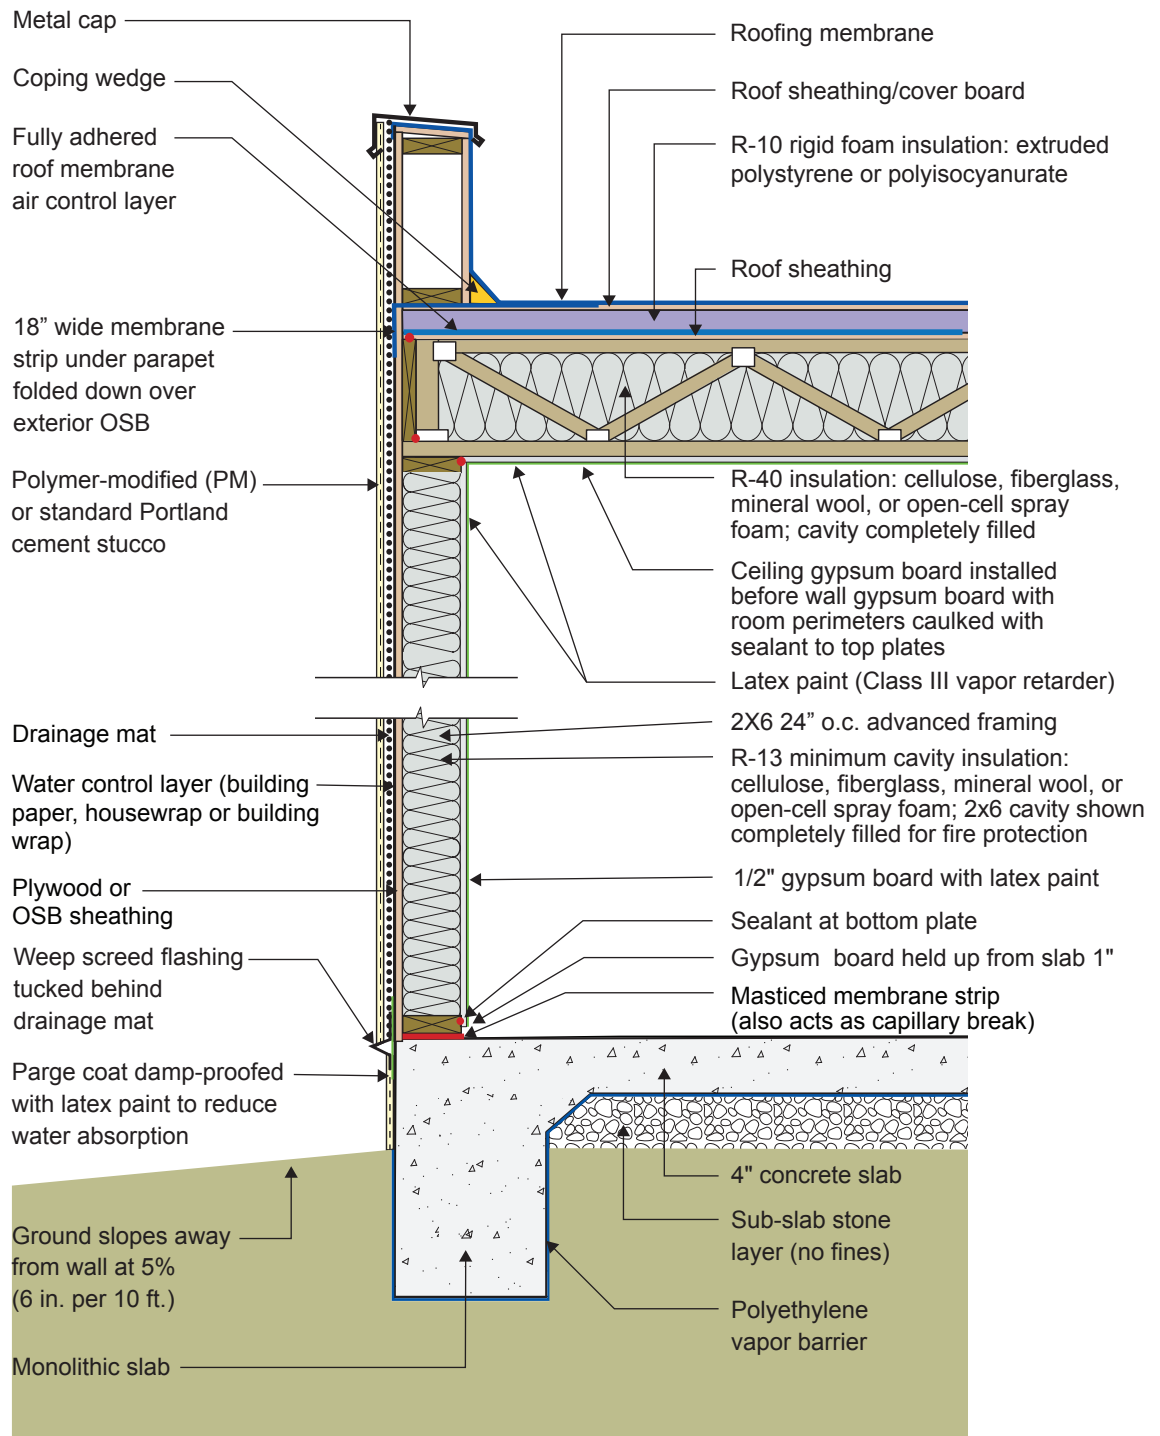 Metal cap
Coping wedge
Fully adhered
roof membrane
air control layer
18” wide membrane
strip under parapet
folded down over
exterior OSB
Polymer-modified (PM)
or standard Portland
cement stucco
Drainage mat
Water control layer (building
paper, housewrap or building
wrap)
Plywood or
OSB sheathing
Weep screed flashing
tucked behind
drainage mat
Parge coat damp-proofed
with latex paint to reduce
water absorption
Ground slopes away
from wall at 5%
(6 in. per 10 ft.)
Monolithic slab
Roofing membrane
Roof sheathing/cover board
R-10 rigid foam insulation: extruded
polystyrene or polyisocyanurate
Roof sheathing
R-40 insulation: cellulose, fiberglass,
mineral wool, or open-cell spray
foam; cavity completely filled
Ceiling gypsum board installed
before wall gypsum board with
room perimeters caulked with
sealant to top plates
Latex paint (Class III vapor retarder)
2X6 24” o.c. advanced framing
R-13 minimum cavity insulation:
cellulose, fiberglass, mineral wool, or
open-cell spray foam; 2x6 cavity shown
completely filled for fire protection
1/2" gypsum board with latex paint
Sealant at bottom plate
Gypsum board held up from slab 1"
Masticed membrane strip
(also acts as capillary break)
4" concrete slab
Sub-slab stone
layer (no fines)
Polyethylene
vapor barrier